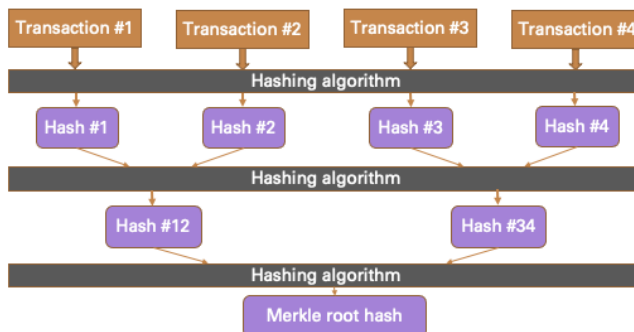 Transaction #1
Transaction #2
Transaction #3
Transaction #4
Hashing algorithm
Hash #1
Hash #2
Hash #3
Hash #4
Hashing algorithm
Hash #12
Hash #34
Hashing algorithm
Merkle root hash